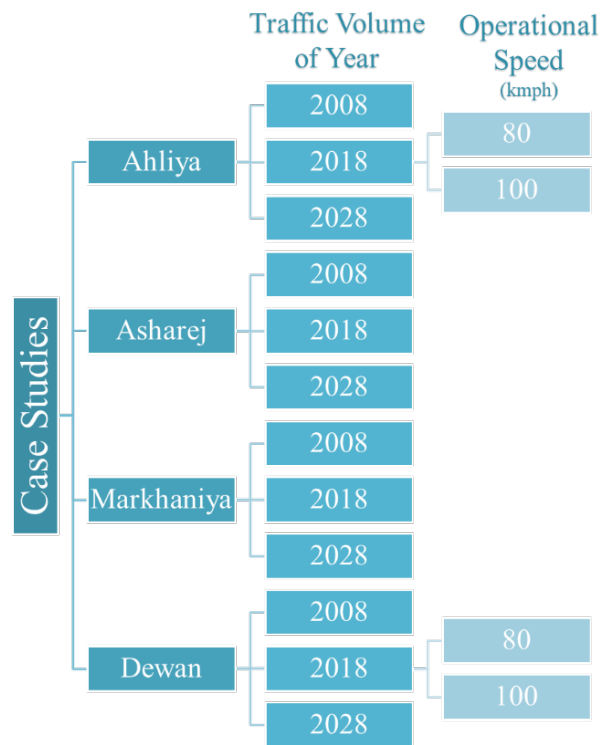 Traffic Volume
of Year
Operational
Speed
(kmph)
Case Studies
Ahliya
2008
2018
2028
80
100
Asharej
2008
2018
2028
Markhaniya
2008
2018
2028
Dewan
2008
2018
2028
80
100